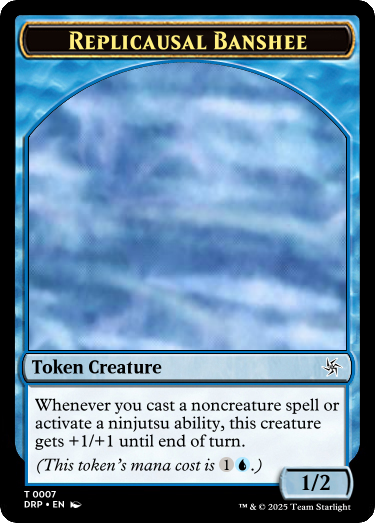 Replicausal Banshee
Token Creature
Whenever you cast a noncreature spell or
activate a ninjutsu ability, this creature
gets +1/+1 until end of turn.
(This token's mana cost is 1.)
1/2
T 0007
DRP • EN
™ & © 2025 Team Starlight